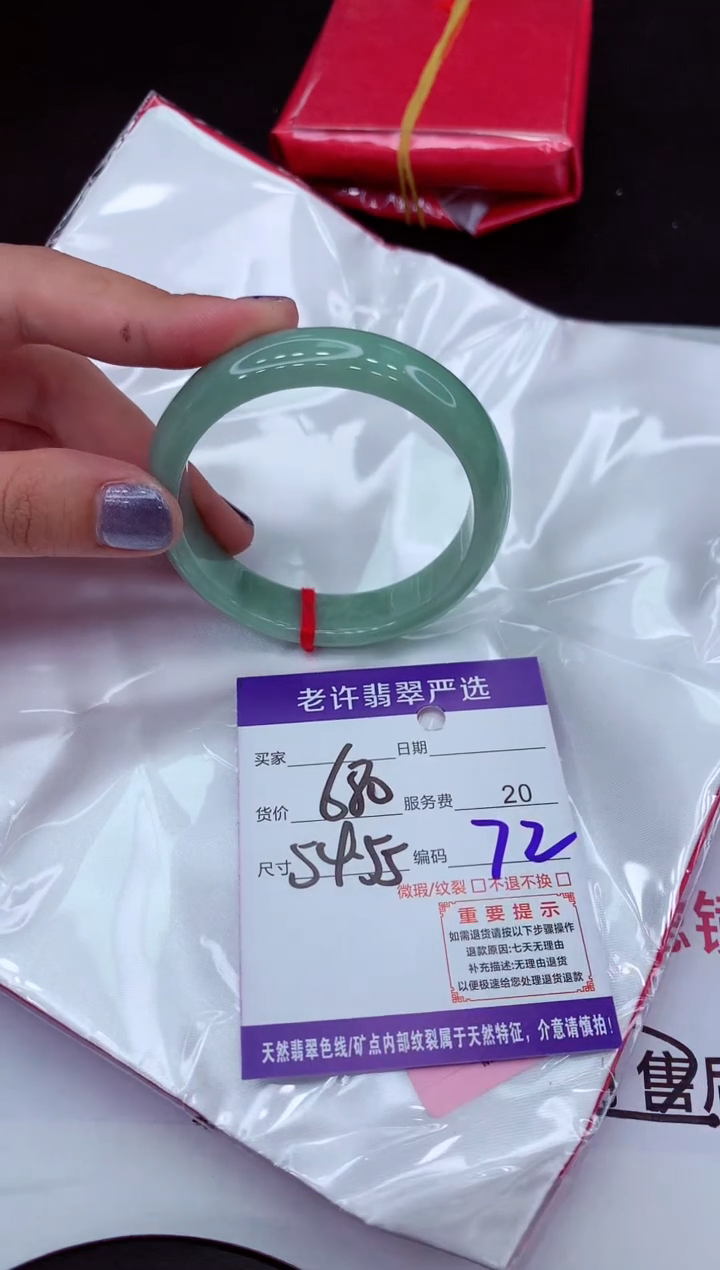 老许翡翠严选
买家 日期
货价 680 服务费 20
尺寸 54-55 编码 72
微瑕/纹裂 □ 不退不换 □
重要提示
如需退货请按以下步骤操作
退款原因:七天无理由
补充描述:无理由退货
以便极速给您处理退货退款
天然翡翠色线/矿点内部纹裂属于天然特征，介意请慎拍!
售后